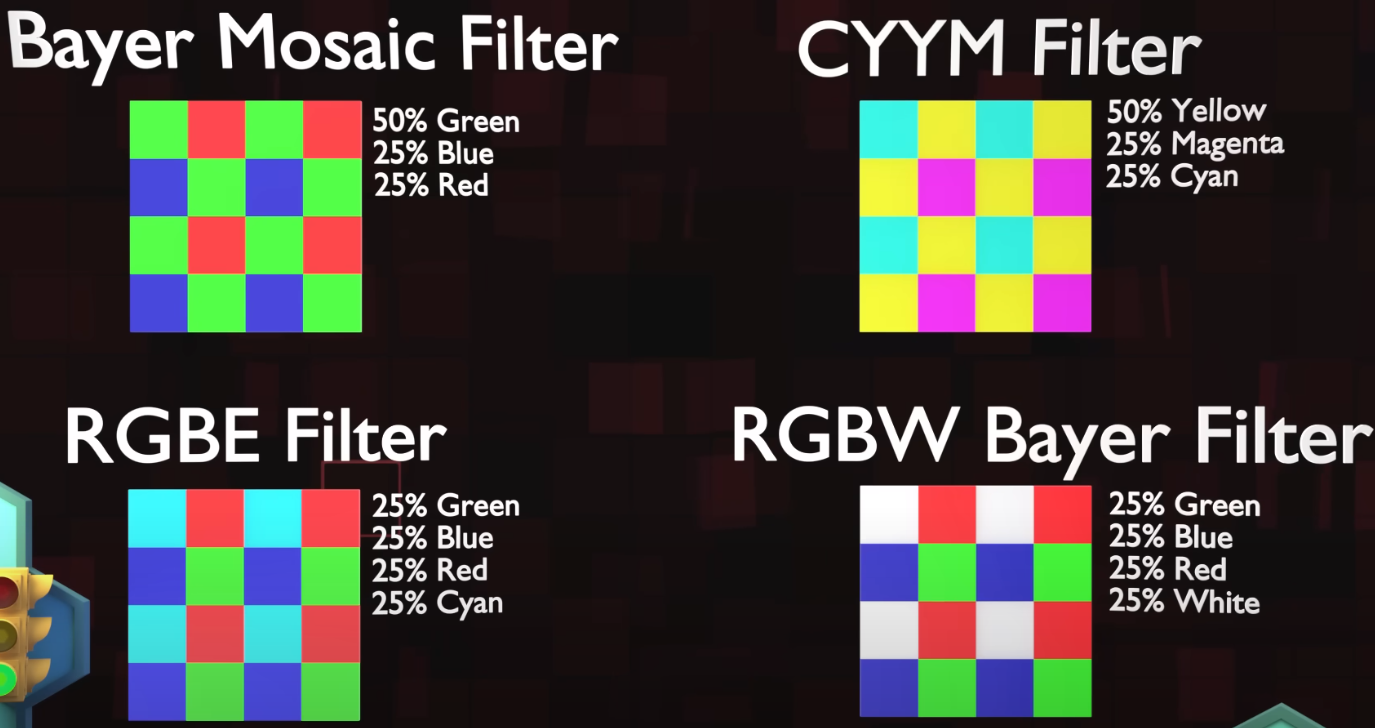 Bayer Mosaic Filter
50% Green
25% Blue
25% Red
CYYM Filter
50% Yellow
25% Magenta
25% Cyan
RGBE Filter
25% Green
25% Blue
25% Red
25% Cyan
RGBW Bayer Filter
25% Green
25% Blue
25% Red
25% White